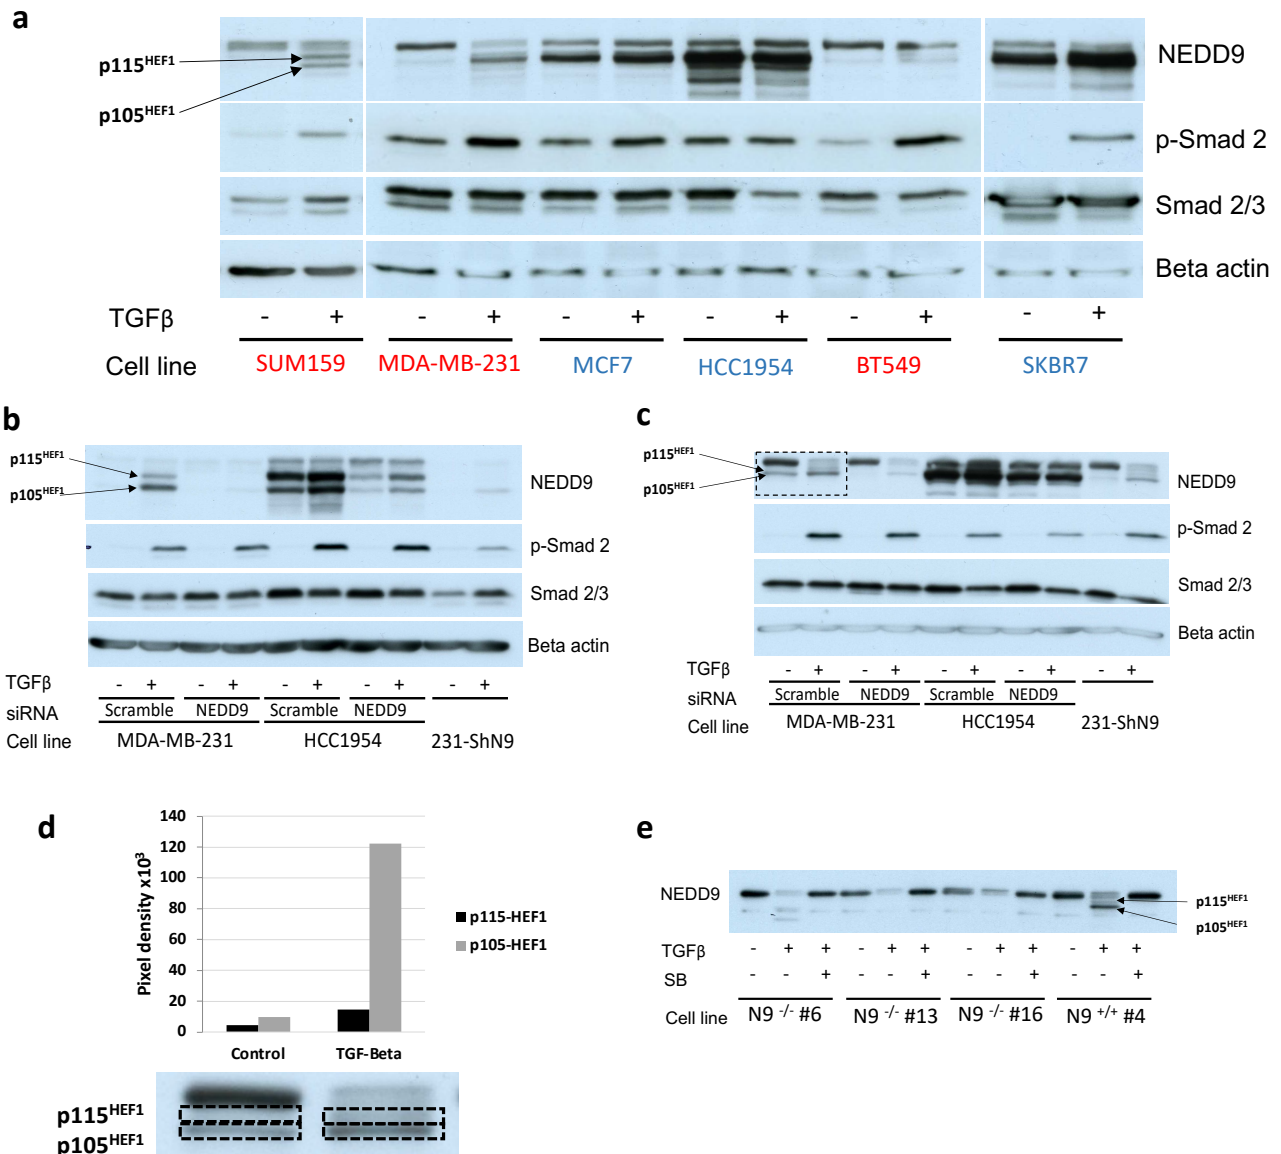 a
p115HEF1
p105HEF1
NEDD9
p-Smad 2
Smad 2/3
Beta actin
TGFβ - + - + - + - + - + - +
Cell line SUM159 MDA-MB-231 MCF7 HCC1954 BT549 SKBR7
b
p115HEF1
p105HEF1
NEDD9
p-Smad 2
Smad 2/3
Beta actin
TGFβ - + - + - + - + - +
siRNA Scramble NEDD9 Scramble NEDD9
Cell line MDA-MB-231 HCC1954 231-ShN9
c
p115HEF1
p105HEF1
NEDD9
p-Smad 2
Smad 2/3
Beta actin
TGFβ - + - + - + - + - +
siRNA Scramble NEDD9 Scramble NEDD9
Cell line MDA-MB-231 HCC1954 231-ShN9
d
Pixel density x10³
140
120
100
80
60
40
20
0
Control TGF-Beta
p115-HEF1
p105-HEF1
p115HEF1
p105HEF1
e
NEDD9
p115HEF1
p105HEF1
TGFβ - + + - + + - + + - + +
SB - - + - - + - - + - - +
Cell line N9 -/- #6 N9 -/- #13 N9 -/- #16 N9 +/+ #4